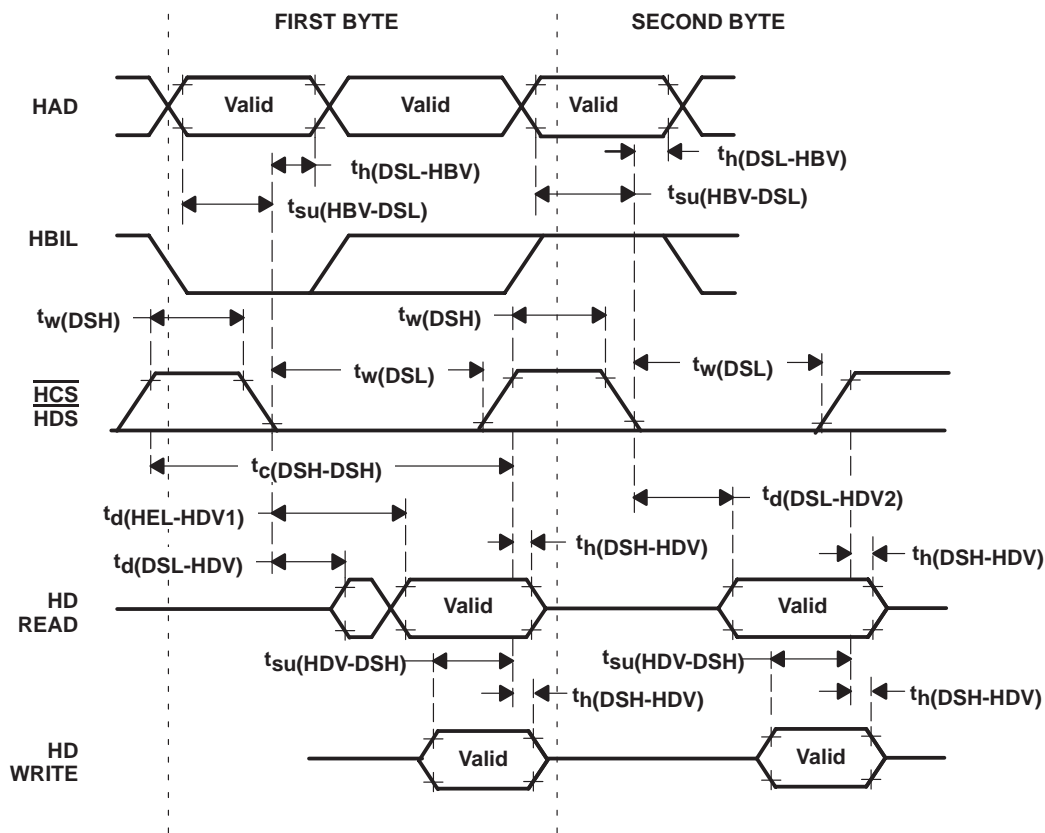 FIRST BYTE SECOND BYTE
HAD Valid Valid Valid
th(DSL-HBV) th(DSL-HBV)
tsu(HBV-DSL) tsu(HBV-DSL)
HBIL
tw(DSH) tw(DSH)
tw(DSL) tw(DSL)
HCS
HDS
tc(DSH-DSH)
td(HEL-HDV1) td(DSL-HDV2)
td(DSL-HDV) th(DSH-HDV) th(DSH-HDV)
HD
READ Valid Valid
tsu(HDV-DSH) tsu(HDV-DSH)
th(DSH-HDV) th(DSH-HDV)
HD
WRITE Valid Valid